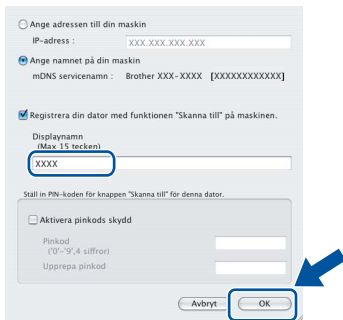 Ange adressen till din maskin
IP-adress : XXX.XXX.XXX.XXX
Ange namnet på din maskin
mDNS servicenamn : Brother XXX-XXXX [XXXXXXXXXXXX]
Registrera din dator med funktionen "Skanna till" på maskinen.
Displaynamn
(Max 15 tecken)
XXXX
Ställ in PIN-koden för knappen "Skanna till" för denna dator.
Aktivera pinkods skydd
Pinkod
('0'-'9',4 siffror)
Upprepa pinkod
Avbryt OK